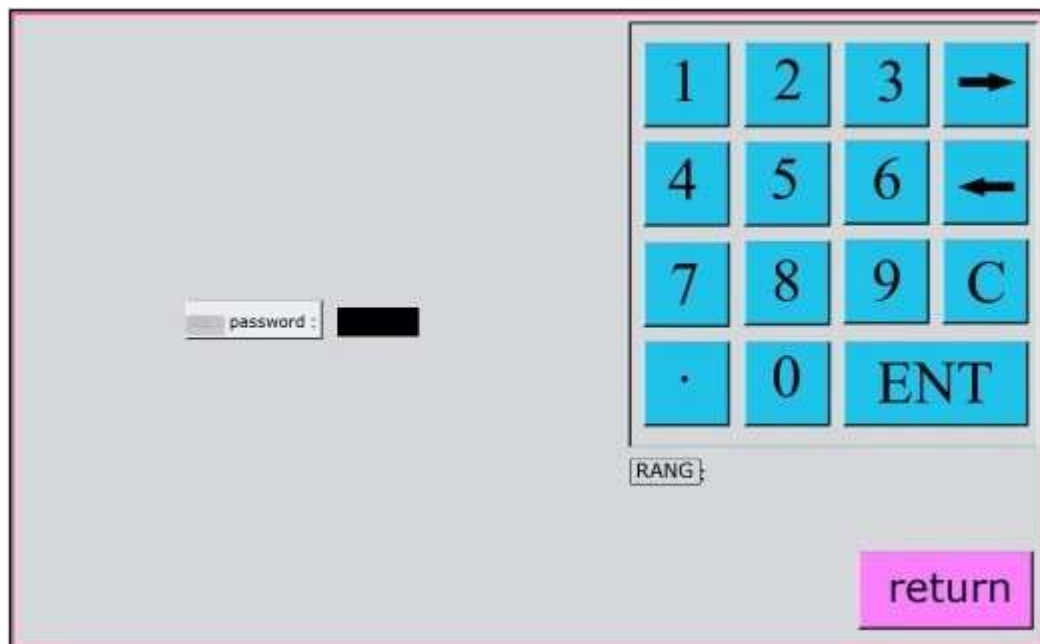 1 2 3 →
4 5 6 ←
7 8 9 C
. 0 ENT
password :
RANG :
return